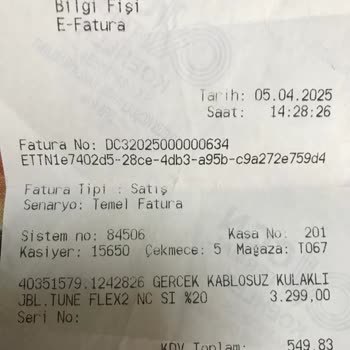 Bilgi Fişi
E-Fatura
Tarih: 05.04.2025
Saat: 14:28:26
Fatura No: DC32025000000634
ETTN1e7402d5-28ce-4db3-a95b-c9a272e759d4
Fatura Tipi : Satış
Senaryo: Temel Fatura
Sistem no: 84506 Kasa No: 201
Kasiyer: 15650 Çekmece: 5 Mağaza: T067
40351579.1242826 GERCEK KABLOSUZ KULAKLI
JBL.TUNE FLEX2 NC SI %20 3.299,00
Seri No:
KDV Toplam: 549,83